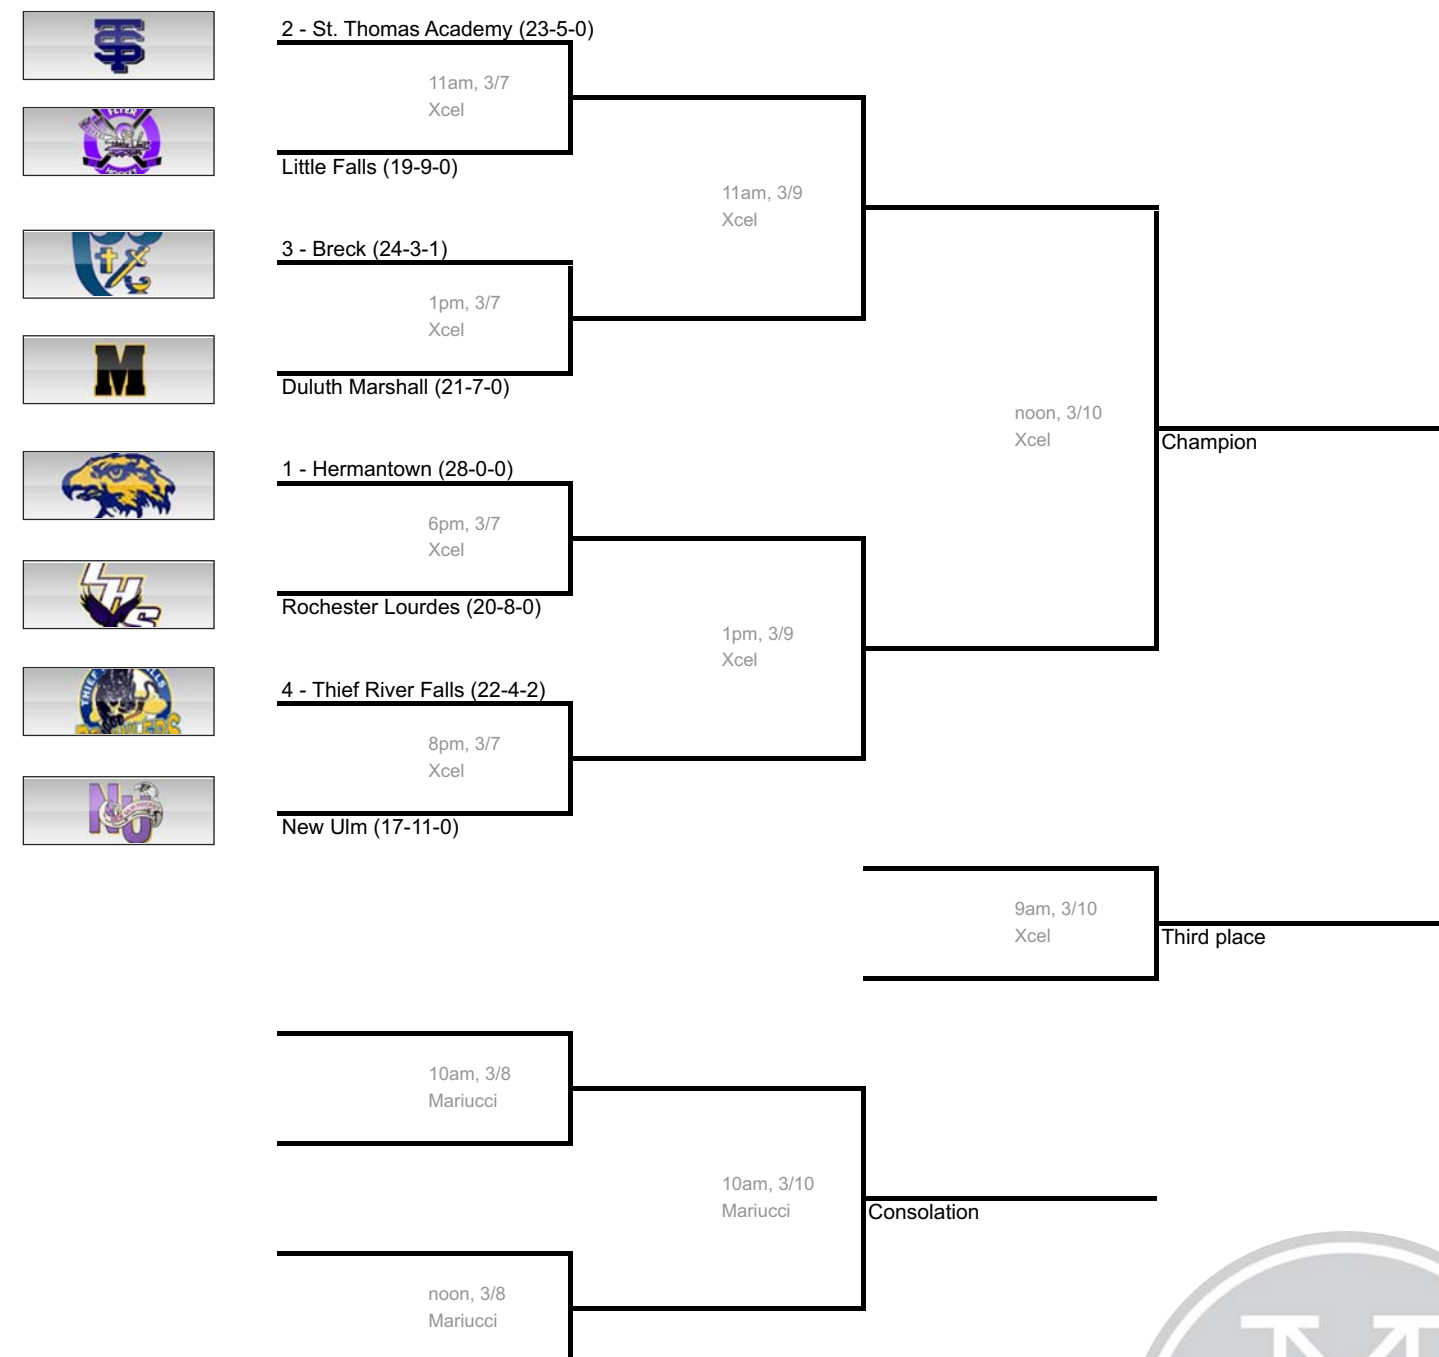 2 - St. Thomas Academy (23-5-0)
11am, 3/7
Xcel
Little Falls (19-9-0)
11am, 3/9
Xcel
3 - Breck (24-3-1)
1pm, 3/7
Xcel
Duluth Marshall (21-7-0)
noon, 3/10
Xcel
Champion
1 - Hermantown (28-0-0)
6pm, 3/7
Xcel
LHS
Rochester Lourdes (20-8-0)
1pm, 3/9
Xcel
4 - Thief River Falls (22-4-2)
8pm, 3/7
Xcel
NU
New Ulm (17-11-0)
9am, 3/10
Xcel
Third place
10am, 3/8
Mariucci
10am, 3/10
Mariucci
Consolation
noon, 3/8
Mariucci
M